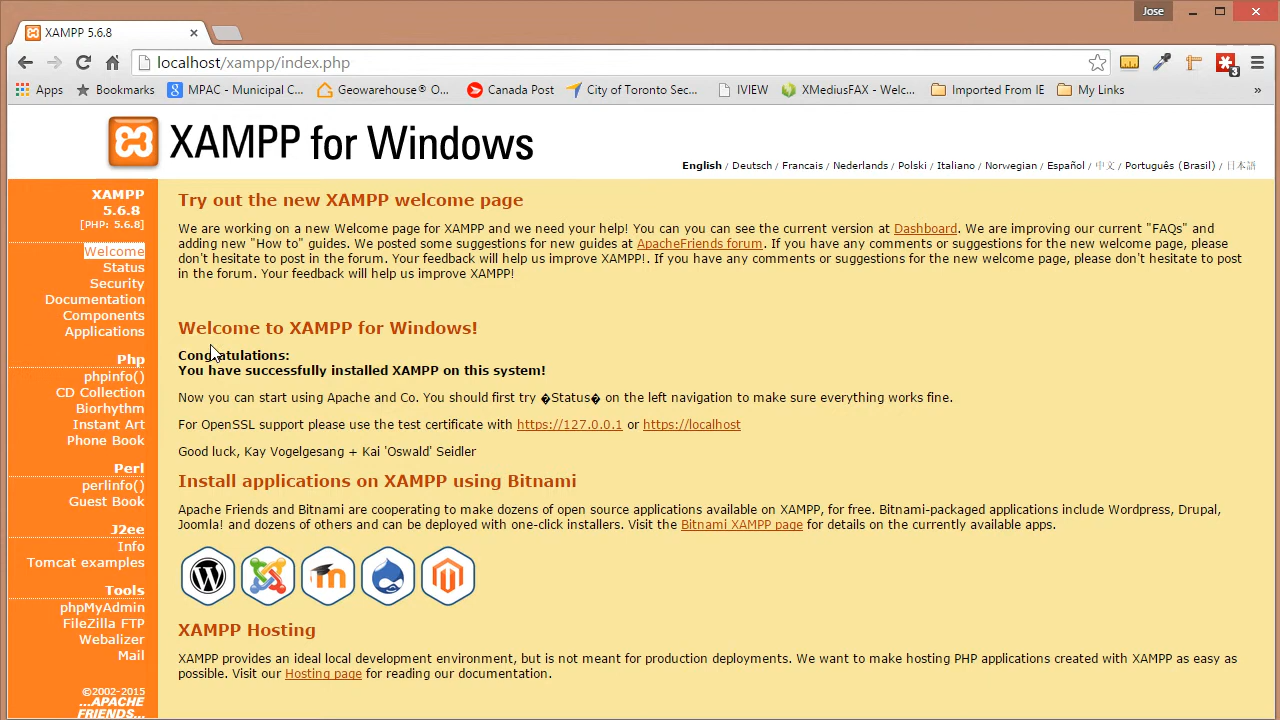 Jose
XAMPP 5.6.8
localhost/xampp/index.php
3
Apps
Bookmarks
MPAC - Municipal C...
Geowarehouse® O...
Canada Post
City of Toronto Sec...
IVIEW
XMediusFAX - Welc...
Imported From IE
My Links
»
XAMPP for Windows
English / Deutsch / Francais / Nederlands / Polski / Italiano / Norwegian / Español / 中文 / Português (Brasil) / 日本語
XAMPP
5.6.8
[PHP: 5.6.8]
Welcome
Status
Security
Documentation
Components
Applications
Php
phpinfo()
CD Collection
Biorhythm
Instant Art
Phone Book
Perl
perlinfo()
Guest Book
J2ee
Info
Tomcat examples
Tools
phpMyAdmin
FileZilla FTP
Webalizer
Mail
©2002-2015
...APACHE
FRIENDS...
Try out the new XAMPP welcome page
We are working on a new Welcome page for XAMPP and we need your help! You can you can see the current version at Dashboard. We are improving our current "FAQs" and
adding new "How to" guides. We posted some suggestions for new guides at ApacheFriends forum. If you have any comments or suggestions for the new welcome page, please
don't hesitate to post in the forum. Your feedback will help us improve XAMPP!. If you have any comments or suggestions for the new welcome page, please don't hesitate to post
in the forum. Your feedback will help us improve XAMPP!
Welcome to XAMPP for Windows!
Congratulations:
You have successfully installed XAMPP on this system!
Now you can start using Apache and Co. You should first try �Status� on the left navigation to make sure everything works fine.
For OpenSSL support please use the test certificate with https://127.0.0.1 or https://localhost
Good luck, Kay Vogelgesang + Kai 'Oswald' Seidler
Install applications on XAMPP using Bitnami
Apache Friends and Bitnami are cooperating to make dozens of open source applications available on XAMPP, for free. Bitnami-packaged applications include Wordpress, Drupal,
Joomla! and dozens of others and can be deployed with one-click installers. Visit the Bitnami XAMPP page for details on the currently available apps.
XAMPP Hosting
XAMPP provides an ideal local development environment, but is not meant for production deployments. We want to make hosting PHP applications created with XAMPP as easy as
possible. Visit our Hosting page for reading our documentation.